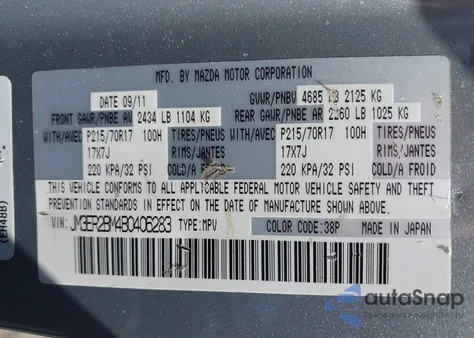 MFD. BY MAZDA MOTOR CORPORATION
DATE 09/11 GVWR/PNBV 4685 LB 2125 KG
FRONT GAWR/PNBE AV 2434 LB 1104 KG REAR GAWR/PNBE AR 2260 LB 1025 KG
WITH/AVEC P215/70R17 100H TIRES/PNEUS WITH/AVEC P215/70R17 100H TIRES/PNEUS
17X7J RIMS/JANTES 17X7J RIMS/JANTES
220 KPA/32 PSI COLD/A FROID 220 KPA/32 PSI COLD/A FROID
THIS VEHICLE CONFORMS TO ALL APPLICABLE FEDERAL MOTOR VEHICLE SAFETY AND THEFT
PREVENTION STANDARDS IN EFFECT ON THE DATE OF MANUFACTURE SHOWN ABOVE.
VIN: JM3ER2BM4B0406283 TYPE: MPV COLOR CODE: 38P MADE IN JAPAN
(EH48B)
autoSnap